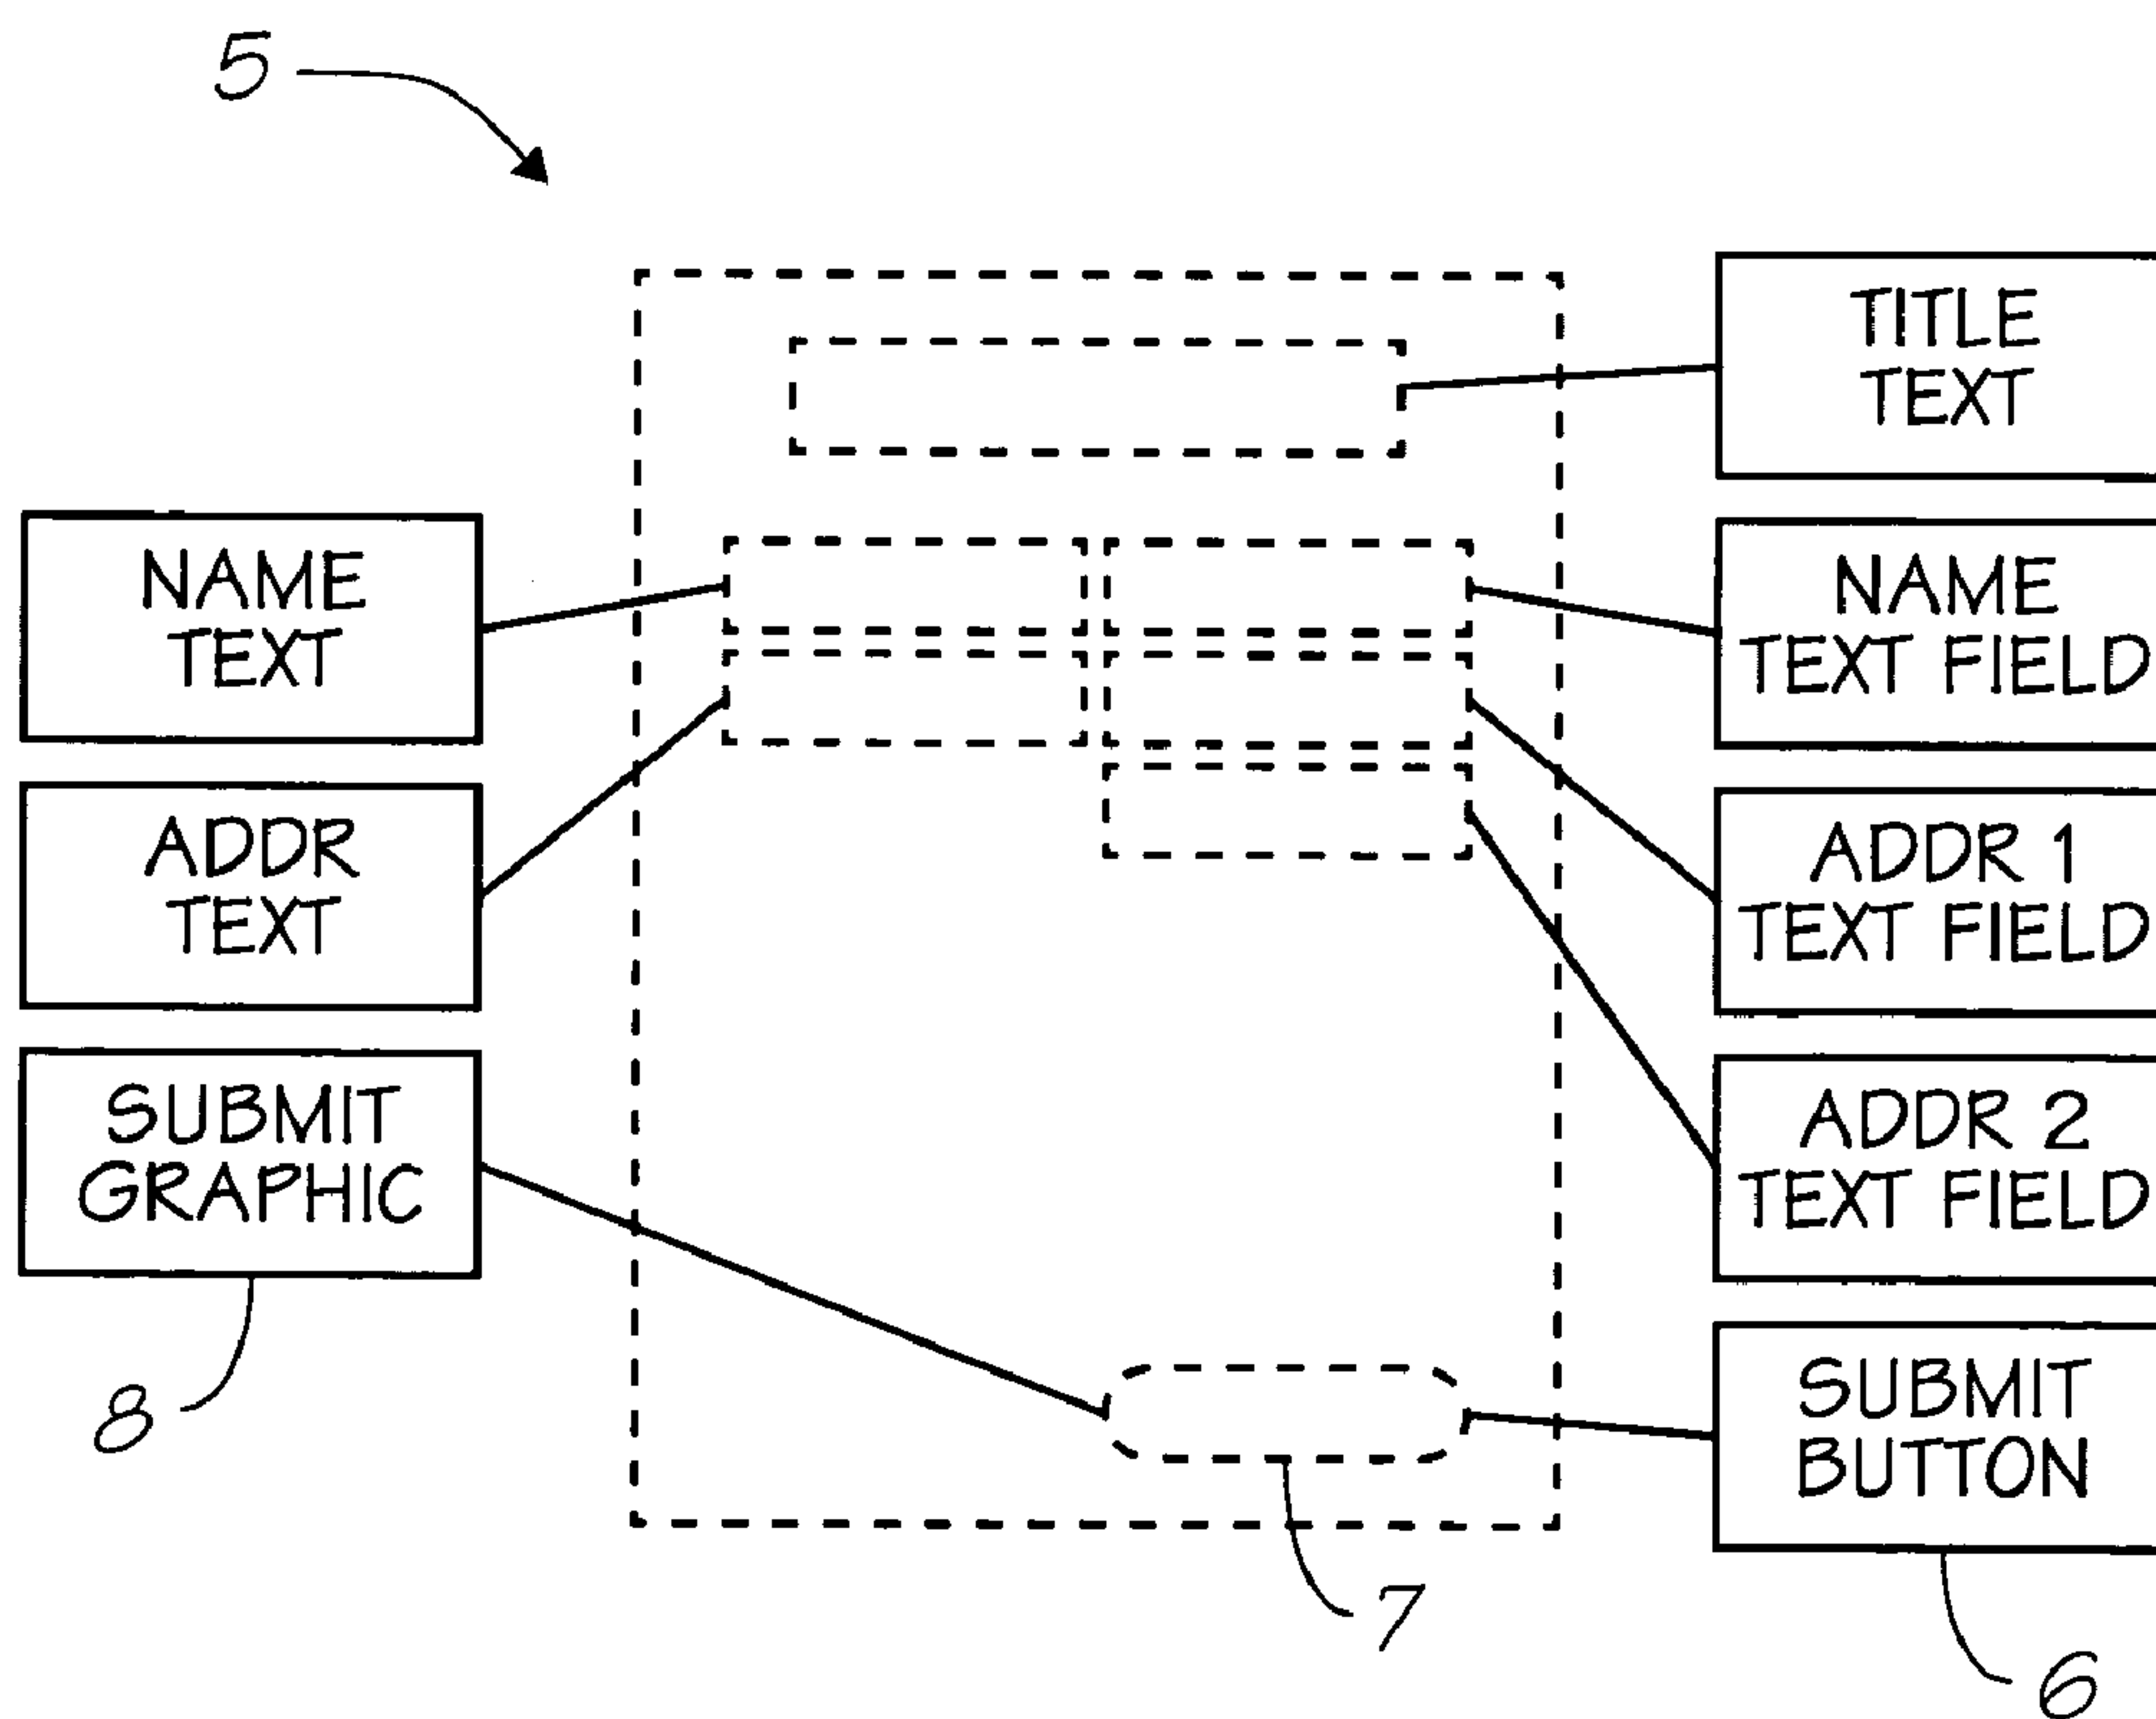 5
TITLE
TEXT
NAME
TEXT
NAME
TEXT FIELD
ADDR
TEXT
ADDR 1
TEXT FIELD
SUBMIT
GRAPHIC
ADDR 2
TEXT FIELD
SUBMIT
BUTTON
8
7
6